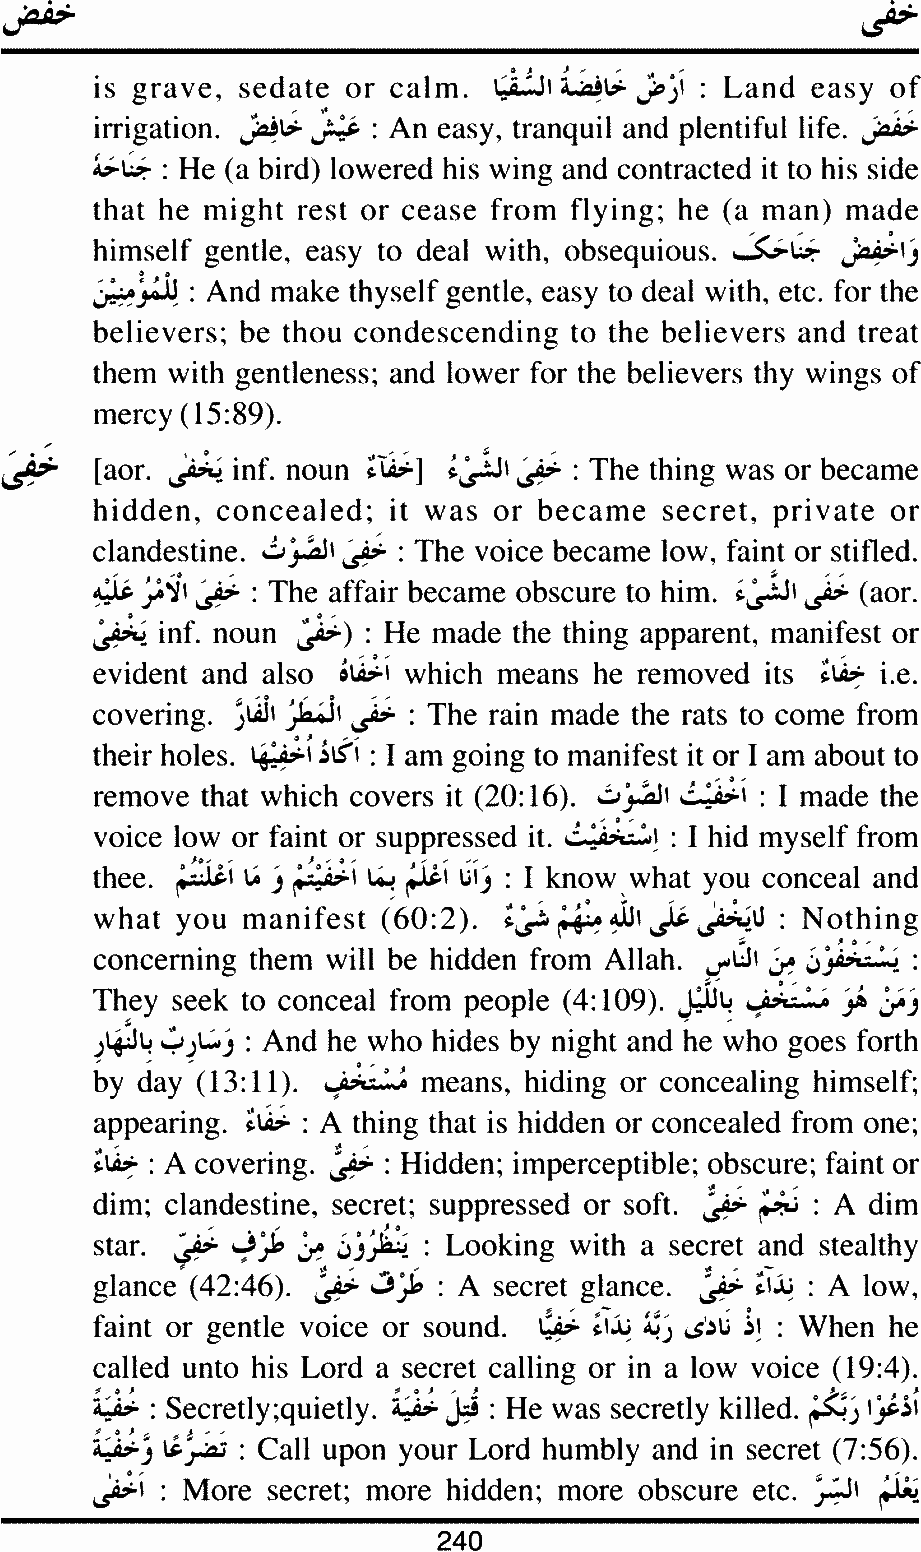 خفض خفی
is grave, sedate or calm. اَرْضٌ خَافِضَةُ السُّقْيَا : Land easy of
irrigation. عَيْشٌ خَافِضٌ : An easy, tranquil and plentiful life. خَفَضَ
جَنَاحَهُ : He (a bird) lowered his wing and contracted it to his side
that he might rest or cease from flying; he (a man) made
himself gentle, easy to deal with, obsequious. وَاخْفِضْ جَنَاحَکَ
لِلْمُؤْمِنِيْنَ : And make thyself gentle, easy to deal with, etc. for the
believers; be thou condescending to the believers and treat
them with gentleness; and lower for the believers thy wings of
mercy (15:89).
خَفِیَ [aor. يَخْفٰی inf. noun خَفَآءٌ] خَفِیَ الشَّیْءُ : The thing was or became
hidden, concealed; it was or became secret, private or
clandestine. خَفِیَ الصَّوْتُ : The voice became low, faint or stifled.
خَفِیَ الْاَمْرُ عَلَيْهِ : The affair became obscure to him. خَفَی الشَّیْءَ (aor.
يَخْفِیْ inf. noun خَفْیٌ) : He made the thing apparent, manifest or
evident and also اَخْفَاهُ which means he removed its خِفَاءٌ i.e.
covering. خَفَی الْمَطَرُ الْفَارَّ : The rain made the rats to come from
their holes. اَکَادُ اُخْفِيْهَا : I am going to manifest it or I am about to
remove that which covers it (20:16). اَخْفَيْتُ الصَّوْتَ : I made the
voice low or faint or suppressed it. اِسْتَخْفَيْتُ : I hid myself from
thee. وَاَنَا اَعْلَمُ بِمَا اَخْفَيْتُمْ وَ مَا اَعْلَنْتُمْ : I know what you conceal and
what you manifest (60:2). لَايَخْفٰی عَلَی اللّٰهِ مِنْهُمْ شَیْءٌ : Nothing
concerning them will be hidden from Allah. يَسْتَخْفُوْنَ مِنَ النَّاسِ :
They seek to conceal from people (4:109). وَمَنْ هُوَ مُسْتَخْفٍ بِاللَّيْلِ
وَسَارِبٌ بِالنَّهَارِ : And he who hides by night and he who goes forth
by day (13:11). مُسْتَخْفٍ means, hiding or concealing himself;
appearing. خَفَاءٌ : A thing that is hidden or concealed from one;
خِفَاءٌ : A covering. خَفِیٌّ : Hidden; imperceptible; obscure; faint or
dim; clandestine, secret; suppressed or soft. نَجْمٌ خَفِیٌّ : A dim
star. يَنْظُرُوْنَ مِنْ طَرْفٍ خَفِیٍّ : Looking with a secret and stealthy
glance (42:46). طَرْفٌ خَفِیٌّ : A secret glance. نِدَآءٌ خَفِیٌّ : A low,
faint or gentle voice or sound. اِذْ نَادٰی رَبَّهٗ نِدَآءً خَفِيًّا : When he
called unto his Lord a secret calling or in a low voice (19:4).
خُفْيَةً : Secretly;quietly. قُتِلَ خُفْيَةً : He was secretly killed. اُدْعُوْا رَبَّکُمْ
تَضَرُّعًا وَّخُفْيَةً : Call upon your Lord humbly and in secret (7:56).
اَخْفٰی : More secret; more hidden; more obscure etc. يَعْلَمُ السِّرَّ
240